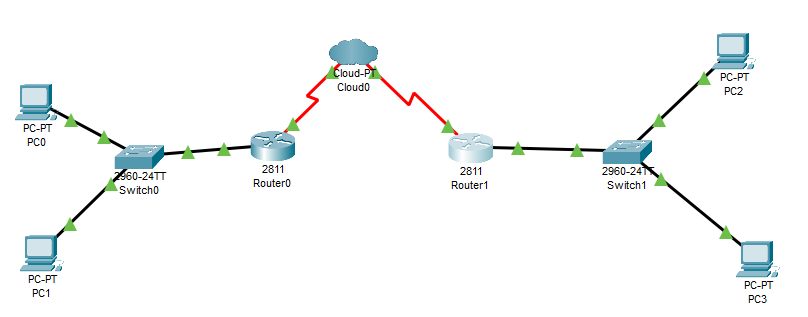 Cloud-PT
Cloud0
PC-PT
PC2
PC-PT
PC0
2960-24TT
Switch0
2811
Router0
2811
Router1
2960-24TT
Switch1
PC-PT
PC1
PC-PT
PC3